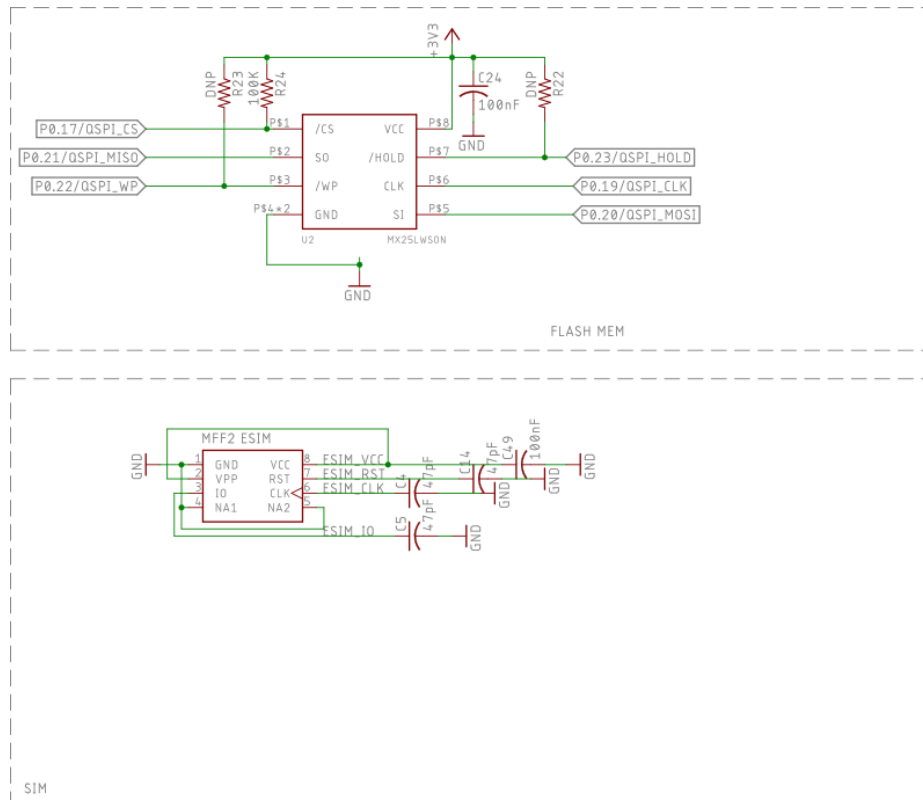 +3V3
DNP
R23
100K
R24
C24
100nF
DNP
R22
GND
P0.17/QSPI_CS
P$1
/CS
VCC
P$8
P0.21/QSPI_MISO
P$2
SO
/HOLD
P$7
P0.23/QSPI_HOLD
P0.22/QSPI_WP
P$3
/WP
CLK
P$6
P0.19/QSPI_CLK
P$4*2
GND
SI
P$5
P0.20/QSPI_MOSI
U2
MX25LWSON
GND
FLASH MEM
MFF2 ESIM
GND
1
GND
VCC
8
ESIM_VCC
2
VPP
RST
7
ESIM_RST
3
IO
CLK
6
ESIM_CLK
4
NA1
NA2
5
ESIM_IO
C4
47pF
C14
47pF
C49
100nF
GND
GND
GND
C5
47pF
GND
SIM